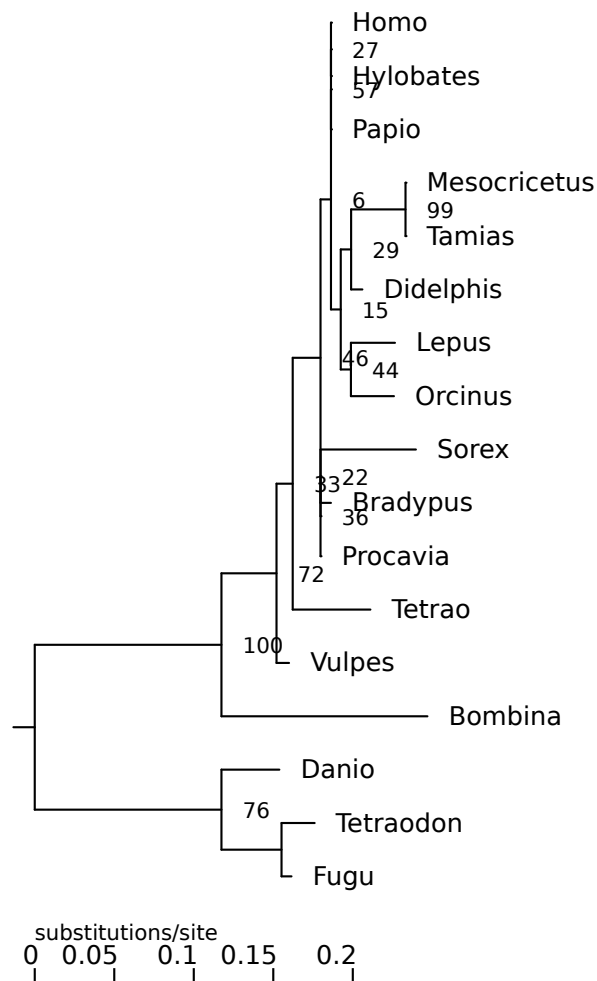 Homo
27
Hylobates
57
Papio
Mesocricetus
6
99
Tamias
29
Didelphis
15
Lepus
46
44
Orcinus
Sorex
22
33
Bradypus
36
Procavia
72
Tetrao
100
Vulpes
Bombina
Danio
76
Tetraodon
Fugu
substitutions/site
0 0.05 0.1 0.15 0.2